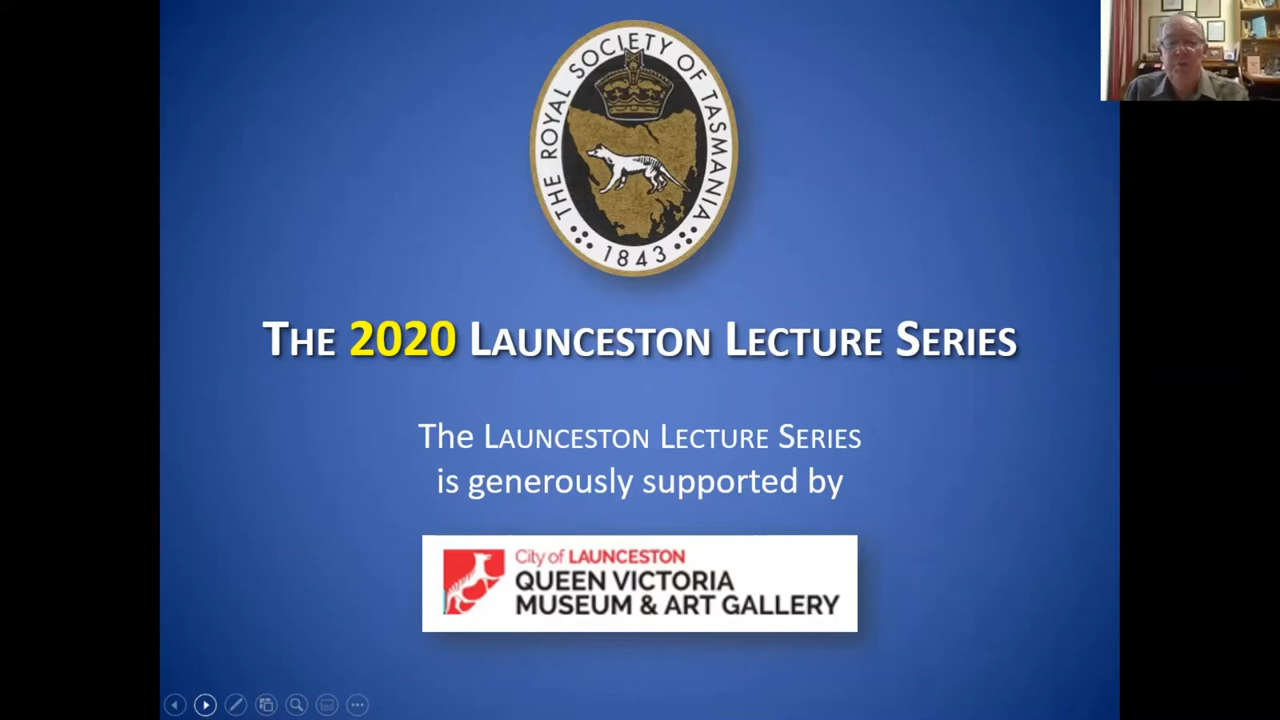 THE ROYAL SOCIETY OF TASMANIA
1843
THE 2020 LAUNCESTON LECTURE SERIES
The LAUNCESTON LECTURE SERIES
is generously supported by
City of LAUNCESTON
QUEEN VICTORIA
MUSEUM & ART GALLERY